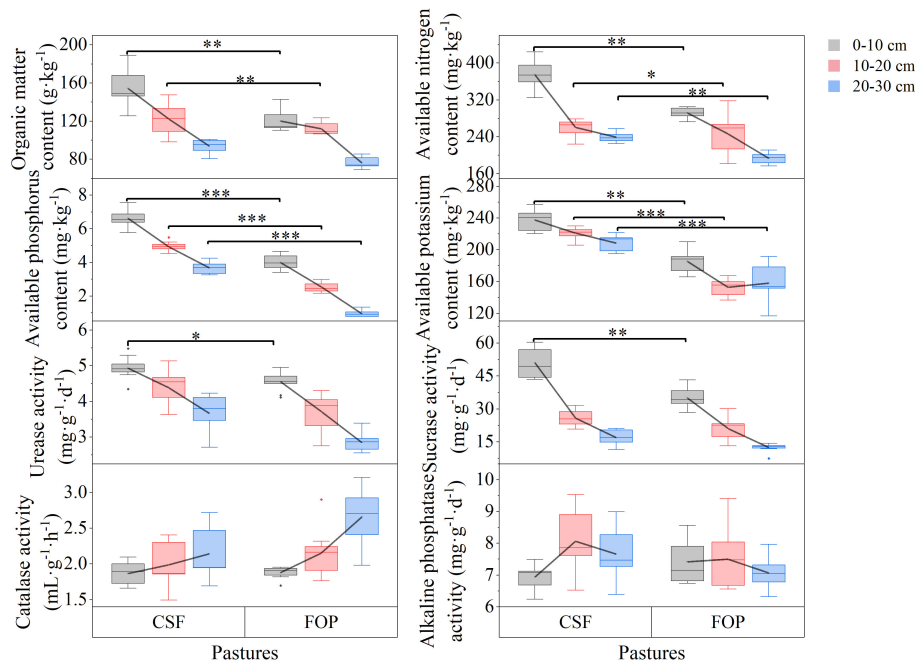 Organic matter
content (g·kg⁻¹)
200
160
120
80
**
**
Available nitrogen
content (mg·kg⁻¹)
400
320
240
160
**
*
**
0-10 cm
10-20 cm
20-30 cm
Available phosphorus
content (mg·kg⁻¹)
8
6
4
2
***
***
***
Available potassium
content (mg·kg⁻¹)
280
240
200
160
120
**
***
***
Urease activity
(mg·g⁻¹·d⁻¹)
6
5
4
3
*
Sucrase activity
(mg·g⁻¹·d⁻¹)
60
45
30
15
**
Catalase activity
(mL·g⁻¹·h⁻¹)
3.0
2.5
2.0
1.5
Alkaline phosphatase
activity (mg·g⁻¹·d⁻¹)
10
9
8
7
6
CSF
FOP
Pastures
CSF
FOP
Pastures